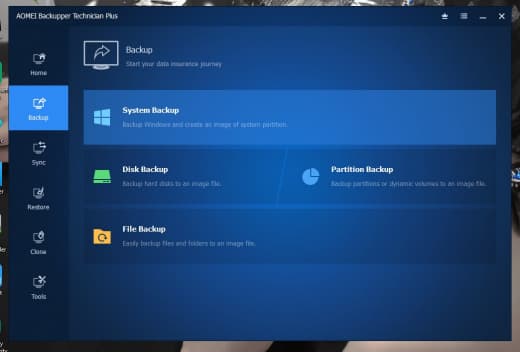 AOMEI Backupper Technician Plus
Home
Backup
Sync
Restore
Clone
Tools
Backup
Start your data insurance journey
System Backup
Backup Windows and create an image of system partition.
Disk Backup
Backup hard disks to an image file.
Partition Backup
Backup partitions or dynamic volumes to an image file.
File Backup
Easily backup files and folders to an image file.